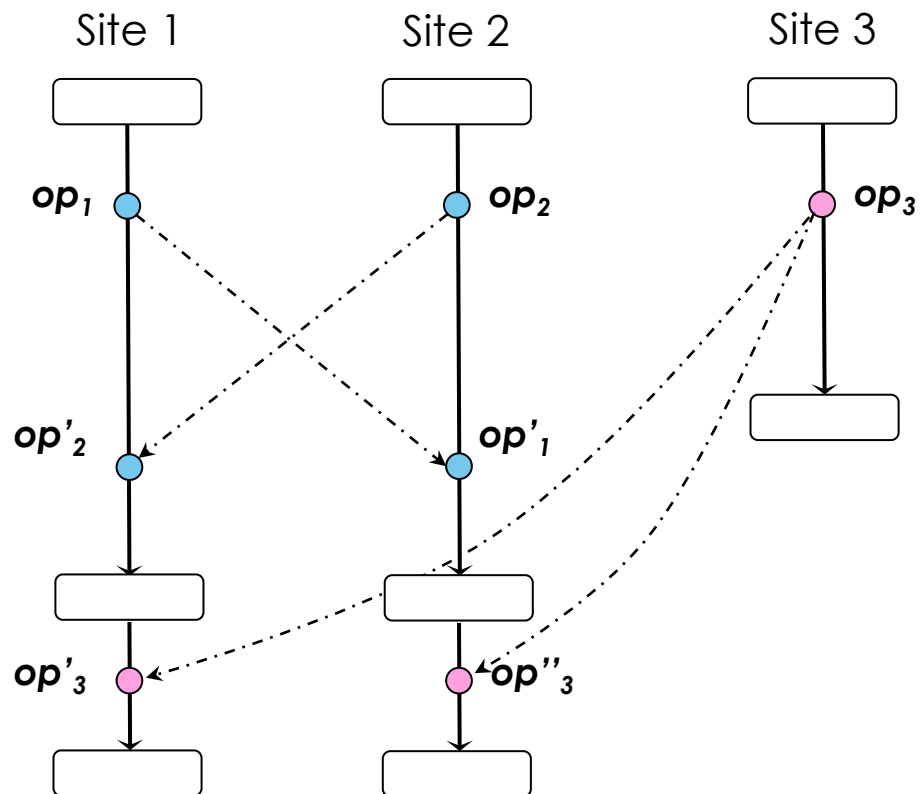 Site 1 Site 2 Site 3
op₁ op₂ op₃
op'₂ op'₁
op'₃ op''₃